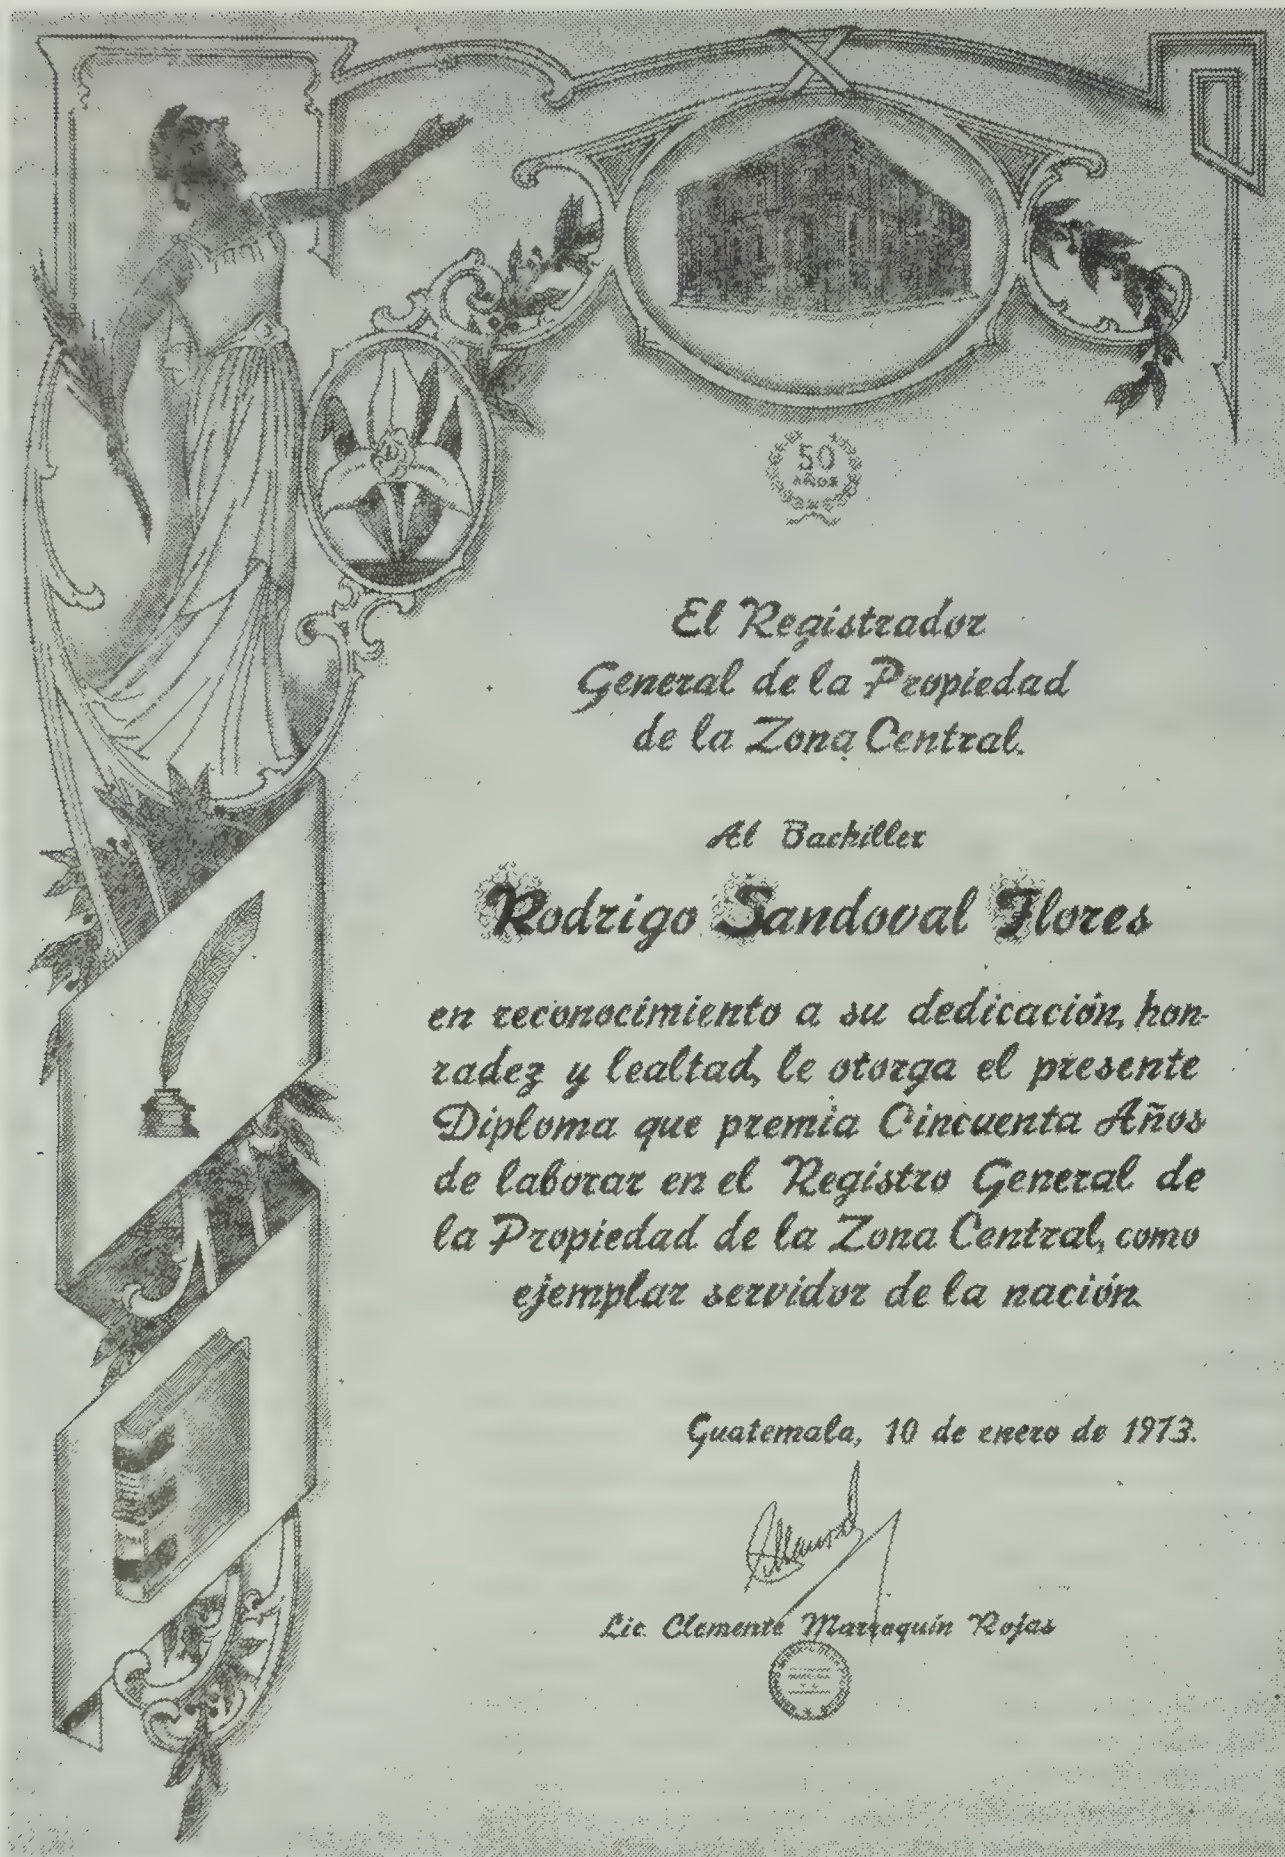 50
AÑOS
El Registrador
General de la Propiedad
de la Zona Central.
Al Bachiller
Rodrigo Sandoval Flores
en reconocimiento a su dedicación, hon-
radez y lealtad, le otorga el presente
Diploma que premia Cincuenta Años
de laborar en el Registro General de
la Propiedad de la Zona Central, como
ejemplar servidor de la nación.
Guatemala, 10 de enero de 1973.
Lic. Clemente Marroquín Rojas